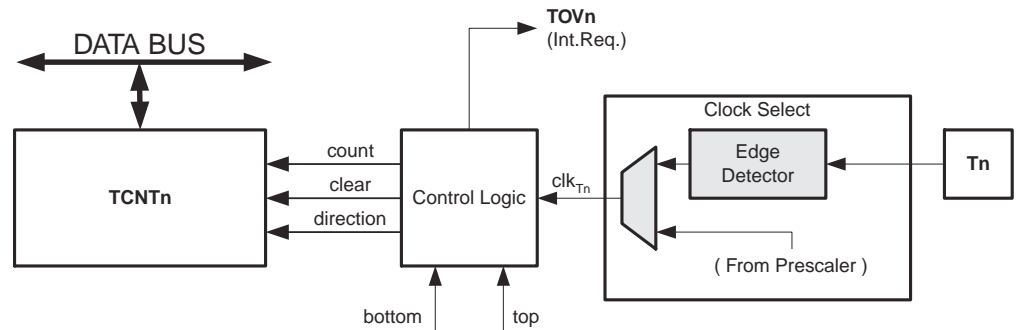 TOVn
(Int.Req.)
DATA BUS
Clock Select
count
Edge
Detector
Tn
TCNTn
clear
Control Logic
clkTn
direction
( From Prescaler )
bottom
top